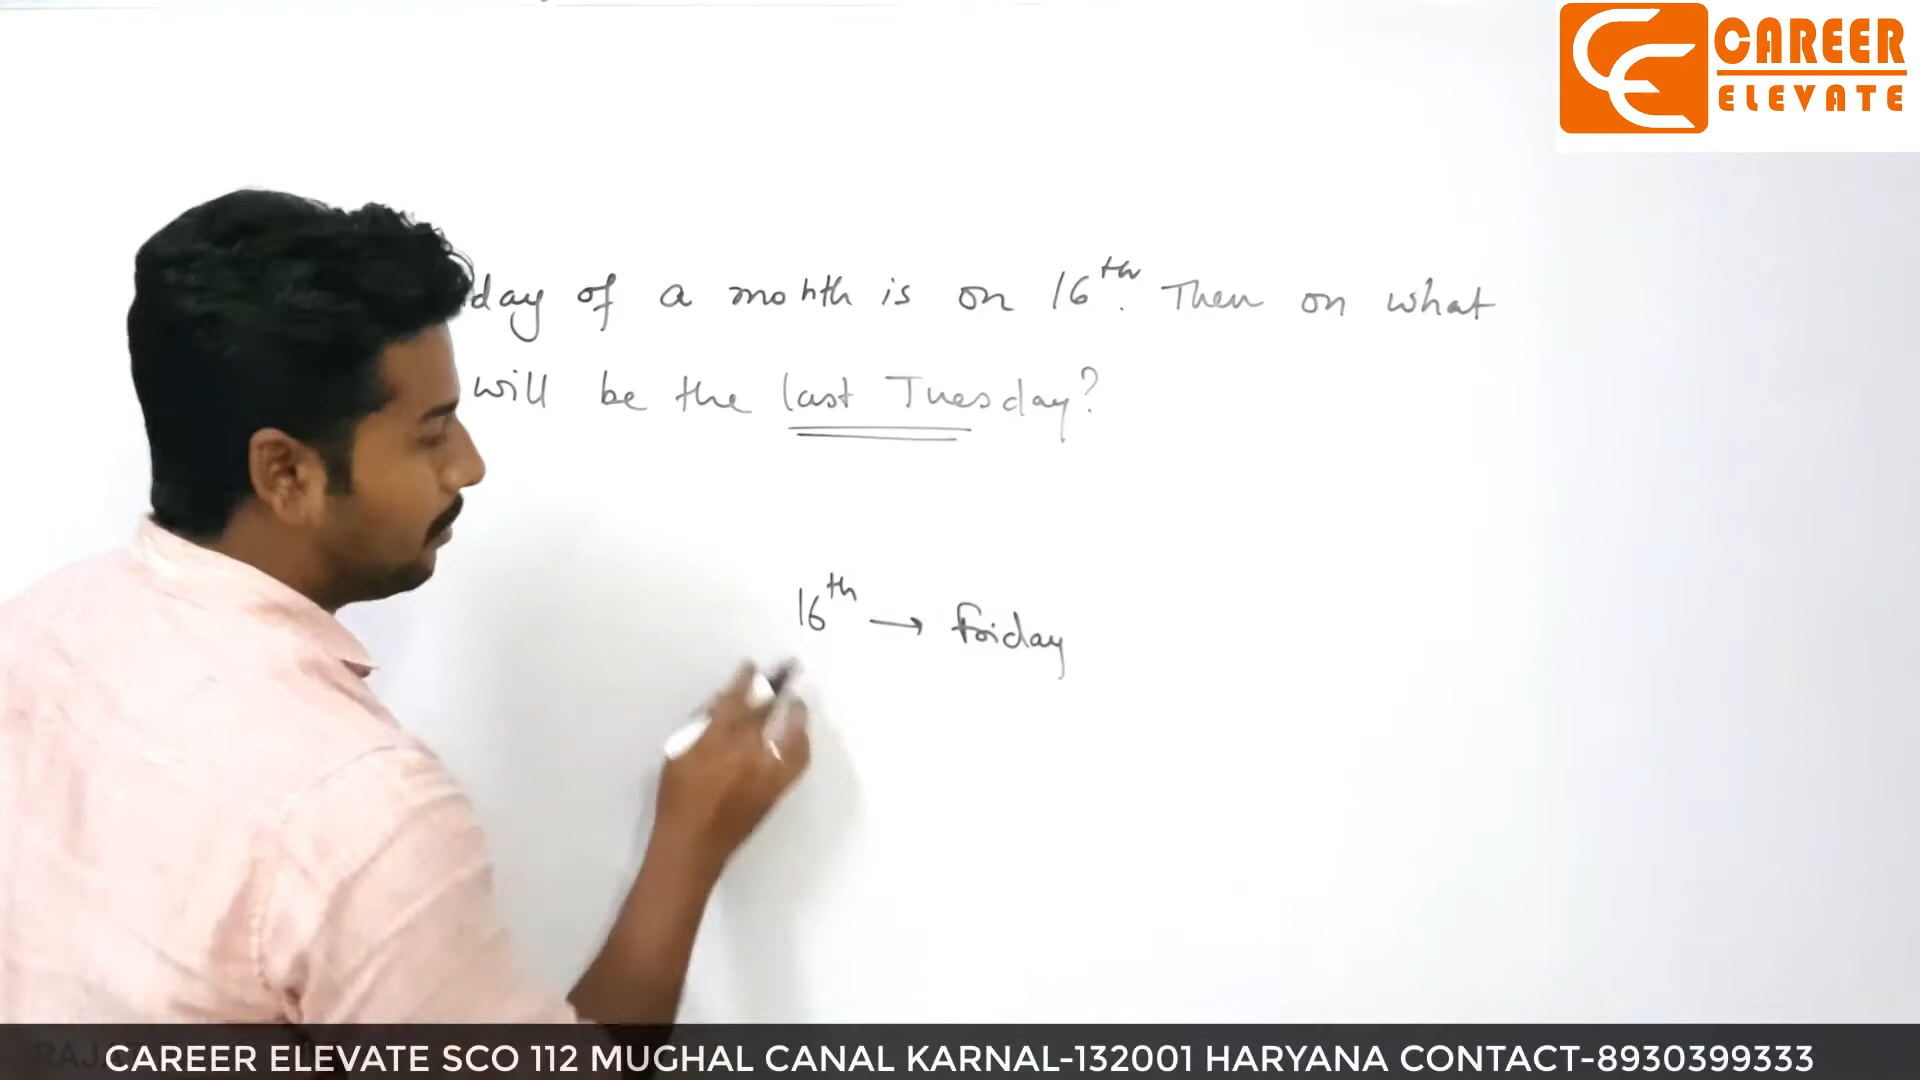 CAREER
ELEVATE
day of a month is on 16th. Then on what
will be the last Tuesday?
16th → friday
CAREER ELEVATE SCO 112 MUGHAL CANAL KARNAL-132001 HARYANA CONTACT-8930399333